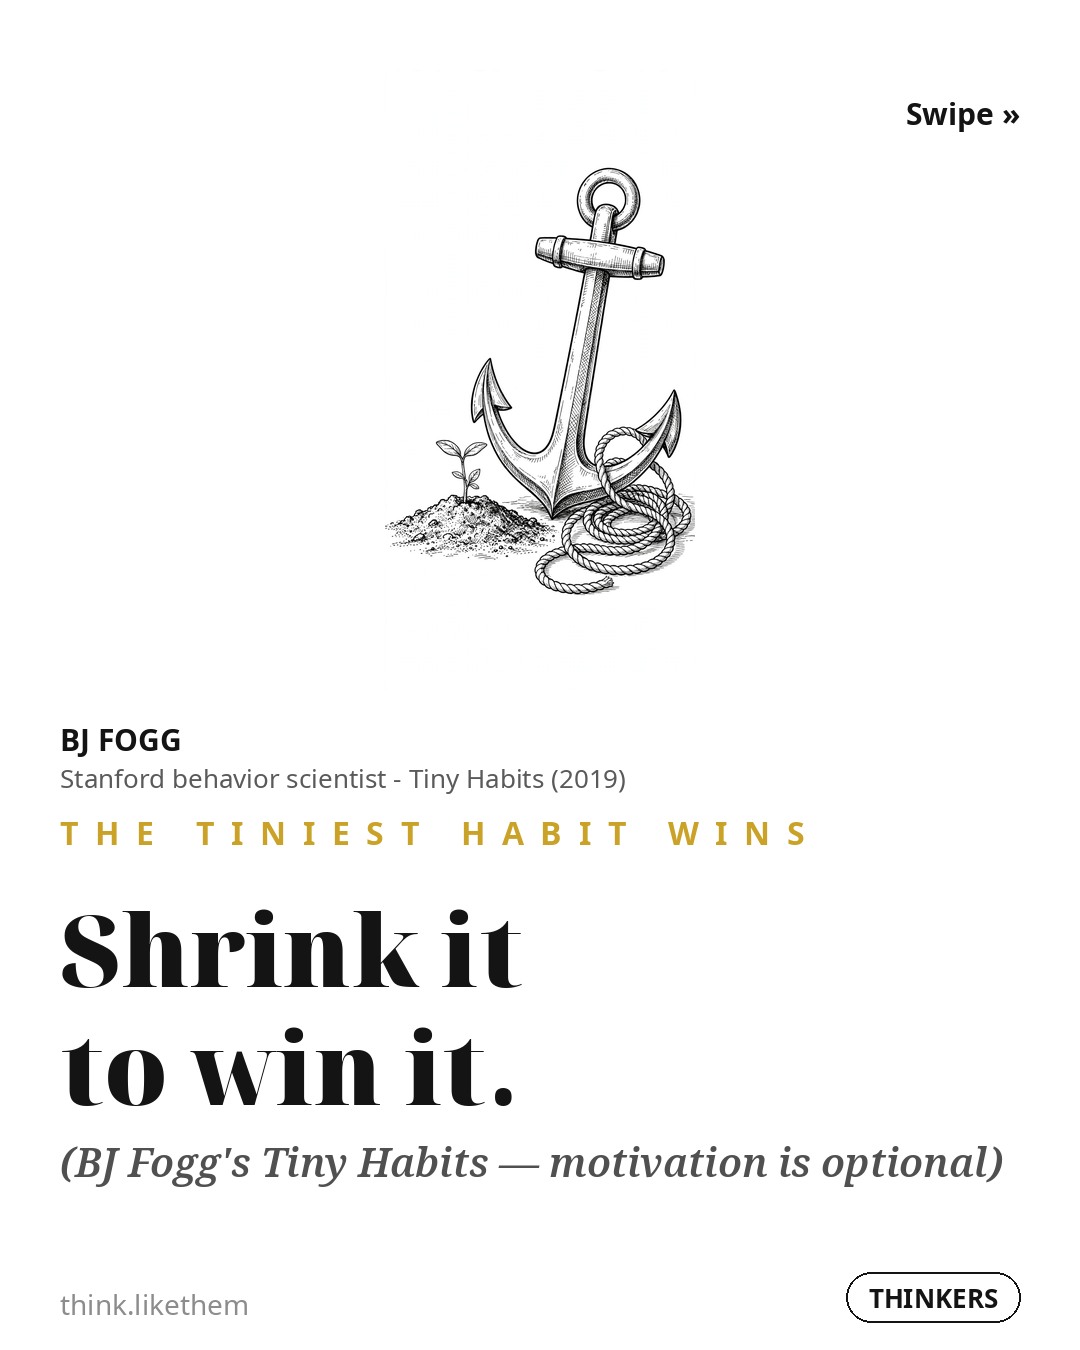 Swipe »
BJ FOGG
Stanford behavior scientist - Tiny Habits (2019)
THE TINIEST HABIT WINS
Shrink it
to win it.
(BJ Fogg's Tiny Habits — motivation is optional)
think.likethem
THINKERS